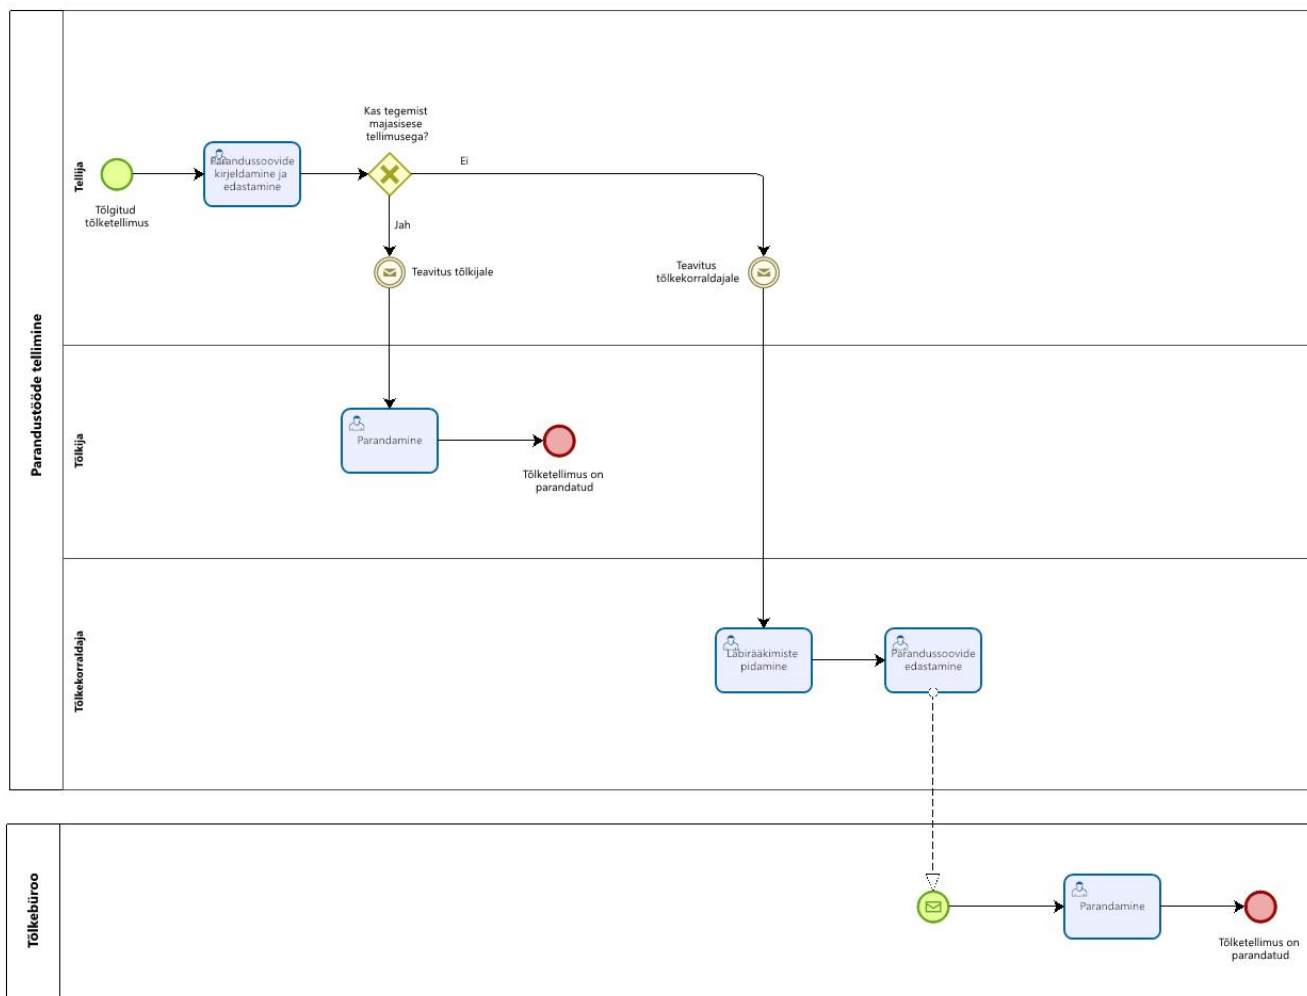 Parandustööde tellimine
Tellija
Tõlgitud
tõlketellimus
Parandussoovide
kirjeldamine ja
edastamine
Kas tegemist
majasisese
tellimusega?
Ei
Jah
Teavitus tõlkijale
Teavitus
tõlkekorraldajale
Tõlkija
Parandamine
Tõlketellimus on
parandatud
Tõlkekorraldaja
Läbirääkimiste
pidamine
Parandussoovide
edastamine
Tõlkebüroo
Parandamine
Tõlketellimus on
parandatud